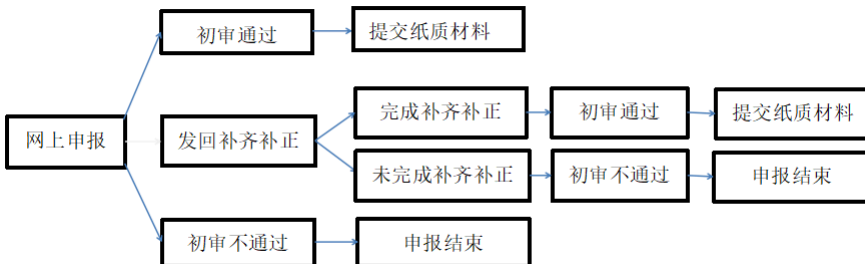 初审通过
提交纸质材料
网上申报
发回补齐补正
完成补齐补正
初审通过
提交纸质材料
未完成补齐补正
初审不通过
申报结束
初审不通过
申报结束